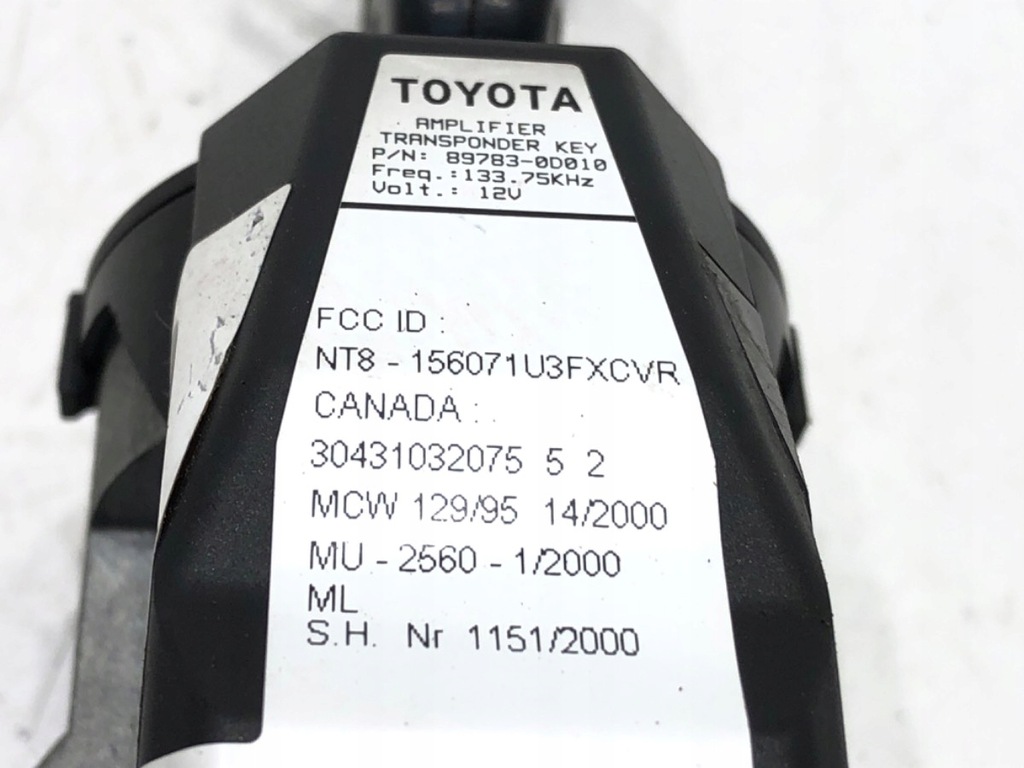 TOYOTA
AMPLIFIER
TRANSPONDER KEY
P/N: 89783-0D010
Freq.:133.75KHz
Volt.: 12V
FCC ID :
NT8 - 156071U3FXCVR
CANADA :
30431032075 5 2
MCW 129/95 14/2000
MU - 2560 - 1/2000
ML
S.H. Nr 1151/2000